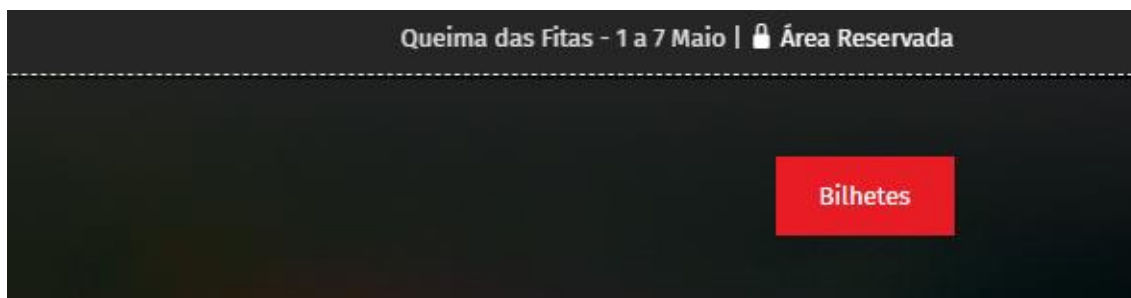 Queima das Fitas - 1 a 7 Maio | Área Reservada
Bilhetes